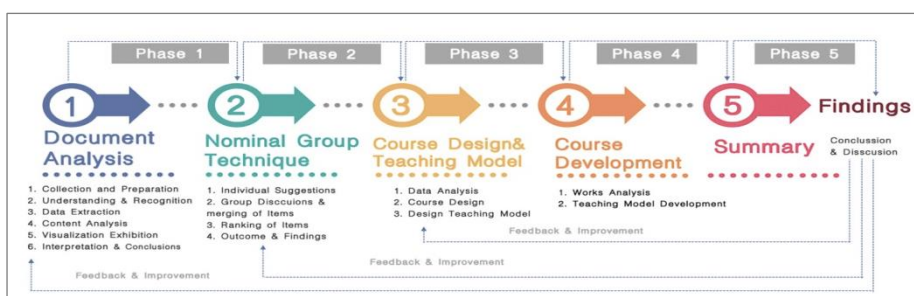 Phase 1
Phase 2
Phase 3
Phase 4
Phase 5
1
2
3
4
5
Findings
Document
Analysis
1. Collection and Preparation
2. Understanding & Recognition
3. Data Extraction
4. Content Analysis
5. Visualization Exhibition
6. Interpretation & Conclusions
Nominal Group
Technique
1. Individual Suggestions
2. Group Disccuions &
merging of Items
3. Ranking of Items
4. Outcome & Findings
Course Design&
Teaching Model
1. Data Analysis
2. Course Design
3. Design Teaching Model
Course
Development
1. Works Analysis
2. Teaching Model Development
Summary
Conclussion
& Disscusion
Feedback & Improvement
Feedback & Improvement
Feedback & Improvement